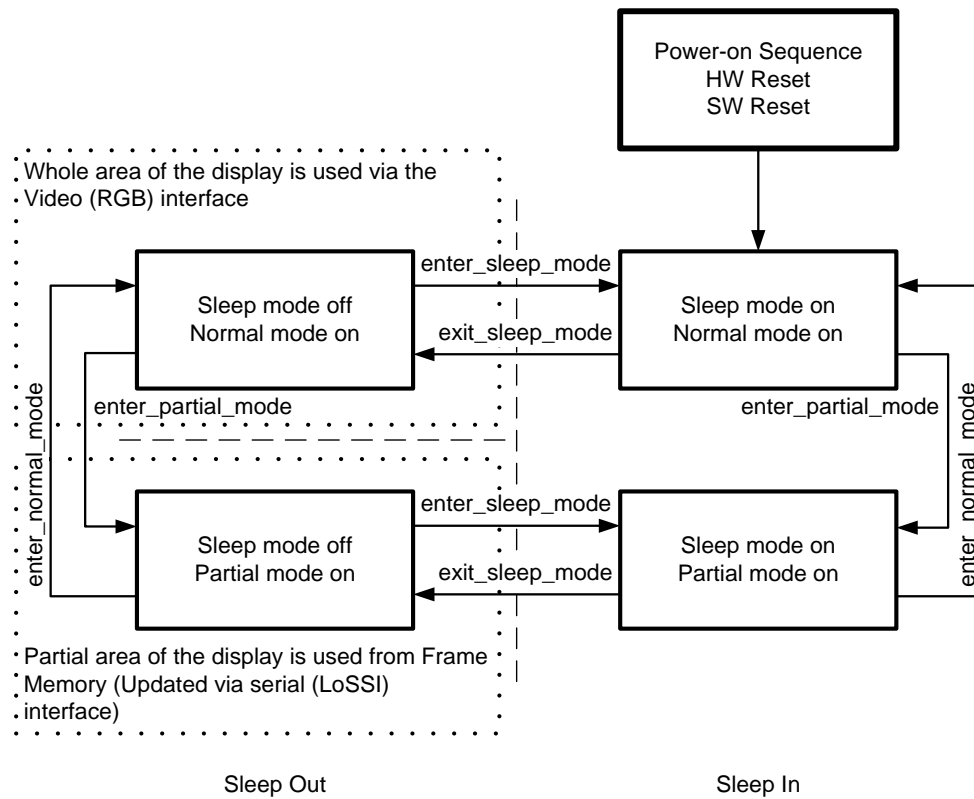 Power-on Sequence
HW Reset
SW Reset
Whole area of the display is used via the
Video (RGB) interface
enter_sleep_mode
Sleep mode off
Normal mode on
Sleep mode on
Normal mode on
exit_sleep_mode
enter_partial_mode
enter_partial_mode
enter_normal_mode
enter_normal_mode
enter_sleep_mode
Sleep mode off
Partial mode on
Sleep mode on
Partial mode on
exit_sleep_mode
Partial area of the display is used from Frame
Memory (Updated via serial (LoSSI)
interface)
Sleep Out
Sleep In